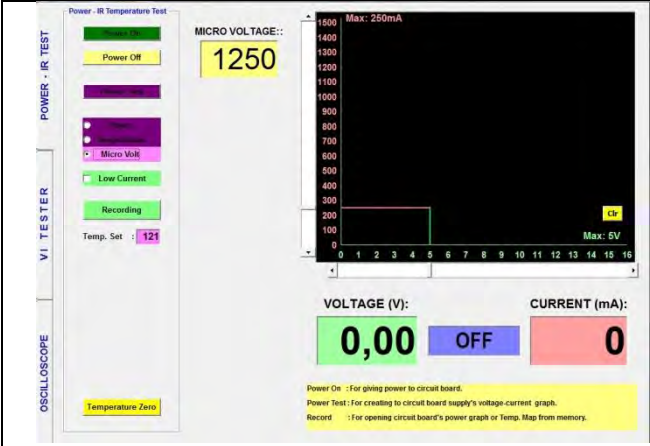 Power - IR Temperature Test
POWER - IR TEST
VI TESTER
OSCILLOSCOPE
Power On
Power Off
Micro Volt
Low Current
Recording
Temp. Set : 121
Temperature Zero
MICRO VOLTAGE::
1250
Max: 250mA
1500
1400
1300
1200
1100
1000
900
800
700
600
500
400
300
200
100
0
0 1 2 3 4 5 6 7 8 9 10 11 12 13 14 15 16
Clr
Max: 5V
VOLTAGE (V):
0,00
OFF
CURRENT (mA):
0
Power On : For giving power to circuit board.
Power Test : For creating to circuit board supply's voltage-current graph.
Record : For opening circuit board's power graph or Temp. Map from memory.